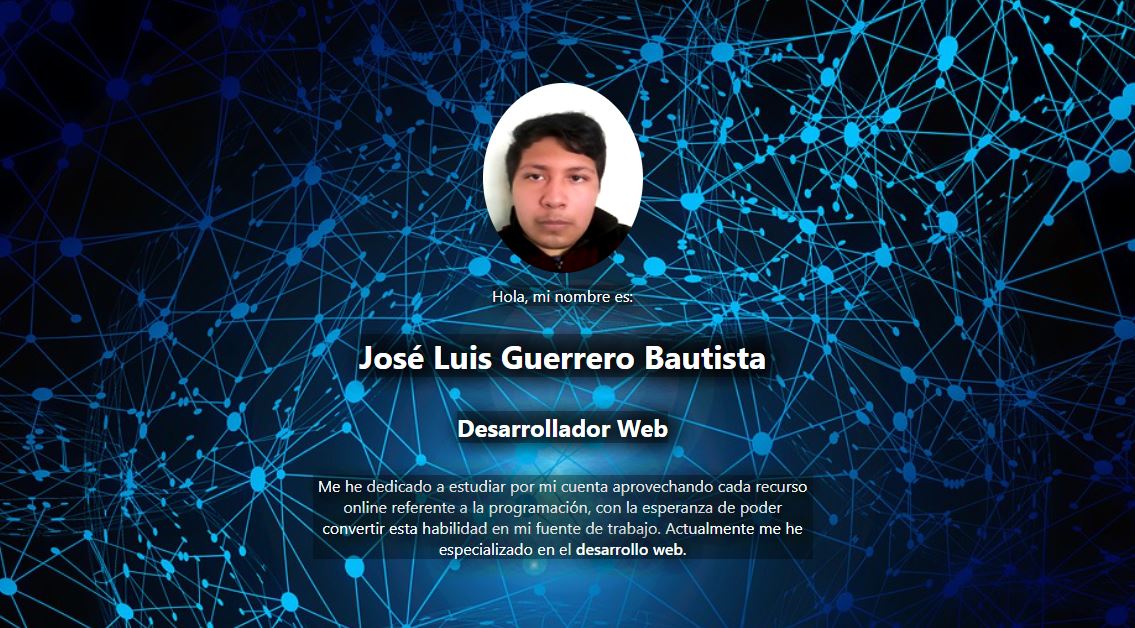 Hola, mi nombre es:
José Luis Guerrero Bautista
Desarrollador Web
Me he dedicado a estudiar por mi cuenta aprovechando cada recurso
online referente a la programación, con la esperanza de poder
convertir esta habilidad en mi fuente de trabajo. Actualmente me he
especializado en el desarrollo web.